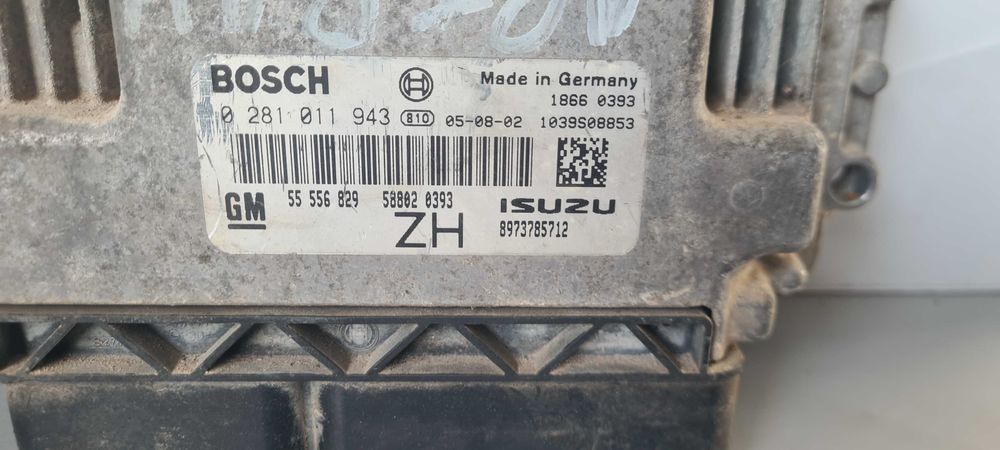 BOSCH
Made in Germany
1866 0393
0 281 011 943 810 05-08-02 1039S08853
GM 55 556 829 58802 0393 ISUZU
ZH 8973785712